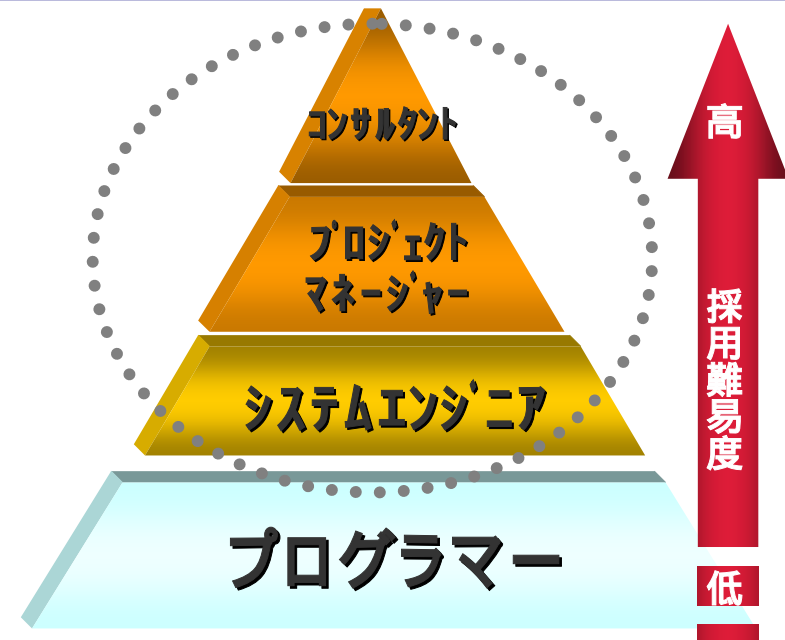 コンサルタント
プロジェクト
マネージャー
システムエンジニア
プログラマー
高
採用難易度
低